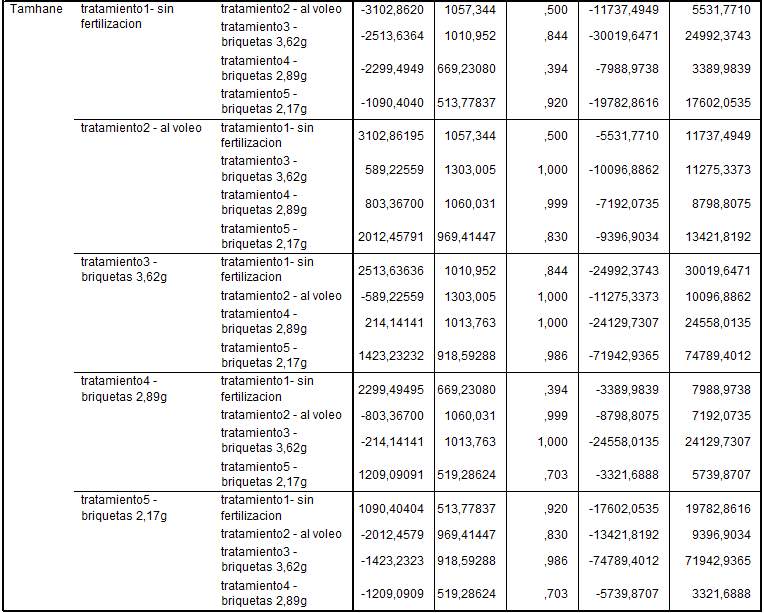 Tamhane tratamiento1- sin fertilizacion tratamiento2 - al voleo -3102,8620 1057,344 ,500 -11737,4949 5531,7710
tratamiento3 - briquetas 3,62g -2513,6364 1010,952 ,844 -30019,6471 24992,3743
tratamiento4 - briquetas 2,89g -2299,4949 669,23080 ,394 -7988,9738 3389,9839
tratamiento5 - briquetas 2,17g -1090,4040 513,77837 ,920 -19782,8616 17602,0535
tratamiento2 - al voleo tratamiento1- sin fertilizacion 3102,86195 1057,344 ,500 -5531,7710 11737,4949
tratamiento3 - briquetas 3,62g 589,22559 1303,005 1,000 -10096,8862 11275,3373
tratamiento4 - briquetas 2,89g 803,36700 1060,031 ,999 -7192,0735 8798,8075
tratamiento5 - briquetas 2,17g 2012,45791 969,41447 ,830 -9396,9034 13421,8192
tratamiento3 - briquetas 3,62g tratamiento1- sin fertilizacion 2513,63636 1010,952 ,844 -24992,3743 30019,6471
tratamiento2 - al voleo -589,22559 1303,005 1,000 -11275,3373 10096,8862
tratamiento4 - briquetas 2,89g 214,14141 1013,763 1,000 -24129,7307 24558,0135
tratamiento5 - briquetas 2,17g 1423,23232 918,59288 ,986 -71942,9365 74789,4012
tratamiento4 - briquetas 2,89g tratamiento1- sin fertilizacion 2299,49495 669,23080 ,394 -3389,9839 7988,9738
tratamiento2 - al voleo -803,36700 1060,031 ,999 -8798,8075 7192,0735
tratamiento3 - briquetas 3,62g -214,14141 1013,763 1,000 -24558,0135 24129,7307
tratamiento5 - briquetas 2,17g 1209,09091 519,28624 ,703 -3321,6888 5739,8707
tratamiento5 - briquetas 2,17g tratamiento1- sin fertilizacion 1090,40404 513,77837 ,920 -17602,0535 19782,8616
tratamiento2 - al voleo -2012,4579 969,41447 ,830 -13421,8192 9396,9034
tratamiento3 - briquetas 3,62g -1423,2323 918,59288 ,986 -74789,4012 71942,9365
tratamiento4 - briquetas 2,89g -1209,0909 519,28624 ,703 -5739,8707 3321,6888